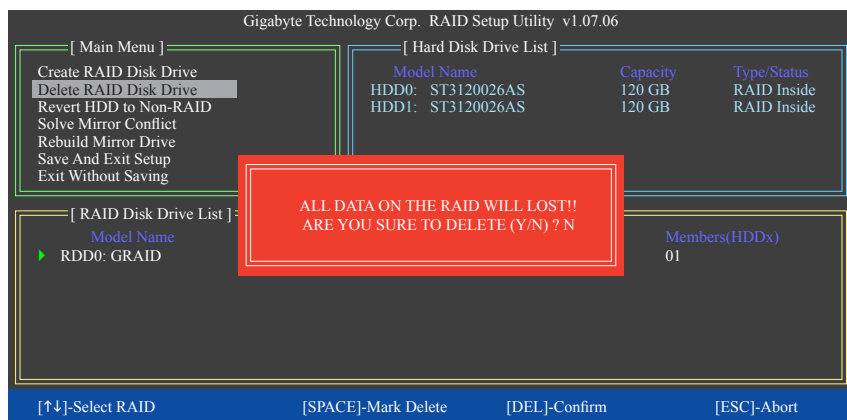 Gigabyte Technology Corp. RAID Setup Utility v1.07.06
[ Main Menu ]
Create RAID Disk Drive
Delete RAID Disk Drive
Revert HDD to Non-RAID
Solve Mirror Conflict
Rebuild Mirror Drive
Save And Exit Setup
Exit Without Saving
[ Hard Disk Drive List ]
Model Name Capacity Type/Status
HDD0: ST3120026AS 120 GB RAID Inside
HDD1: ST3120026AS 120 GB RAID Inside
ALL DATA ON THE RAID WILL LOST!!
ARE YOU SURE TO DELETE (Y/N) ? N
[ RAID Disk Drive List ]
Model Name Members(HDDx)
RDD0: GRAID 01
[↑↓]-Select RAID [SPACE]-Mark Delete [DEL]-Confirm [ESC]-Abort